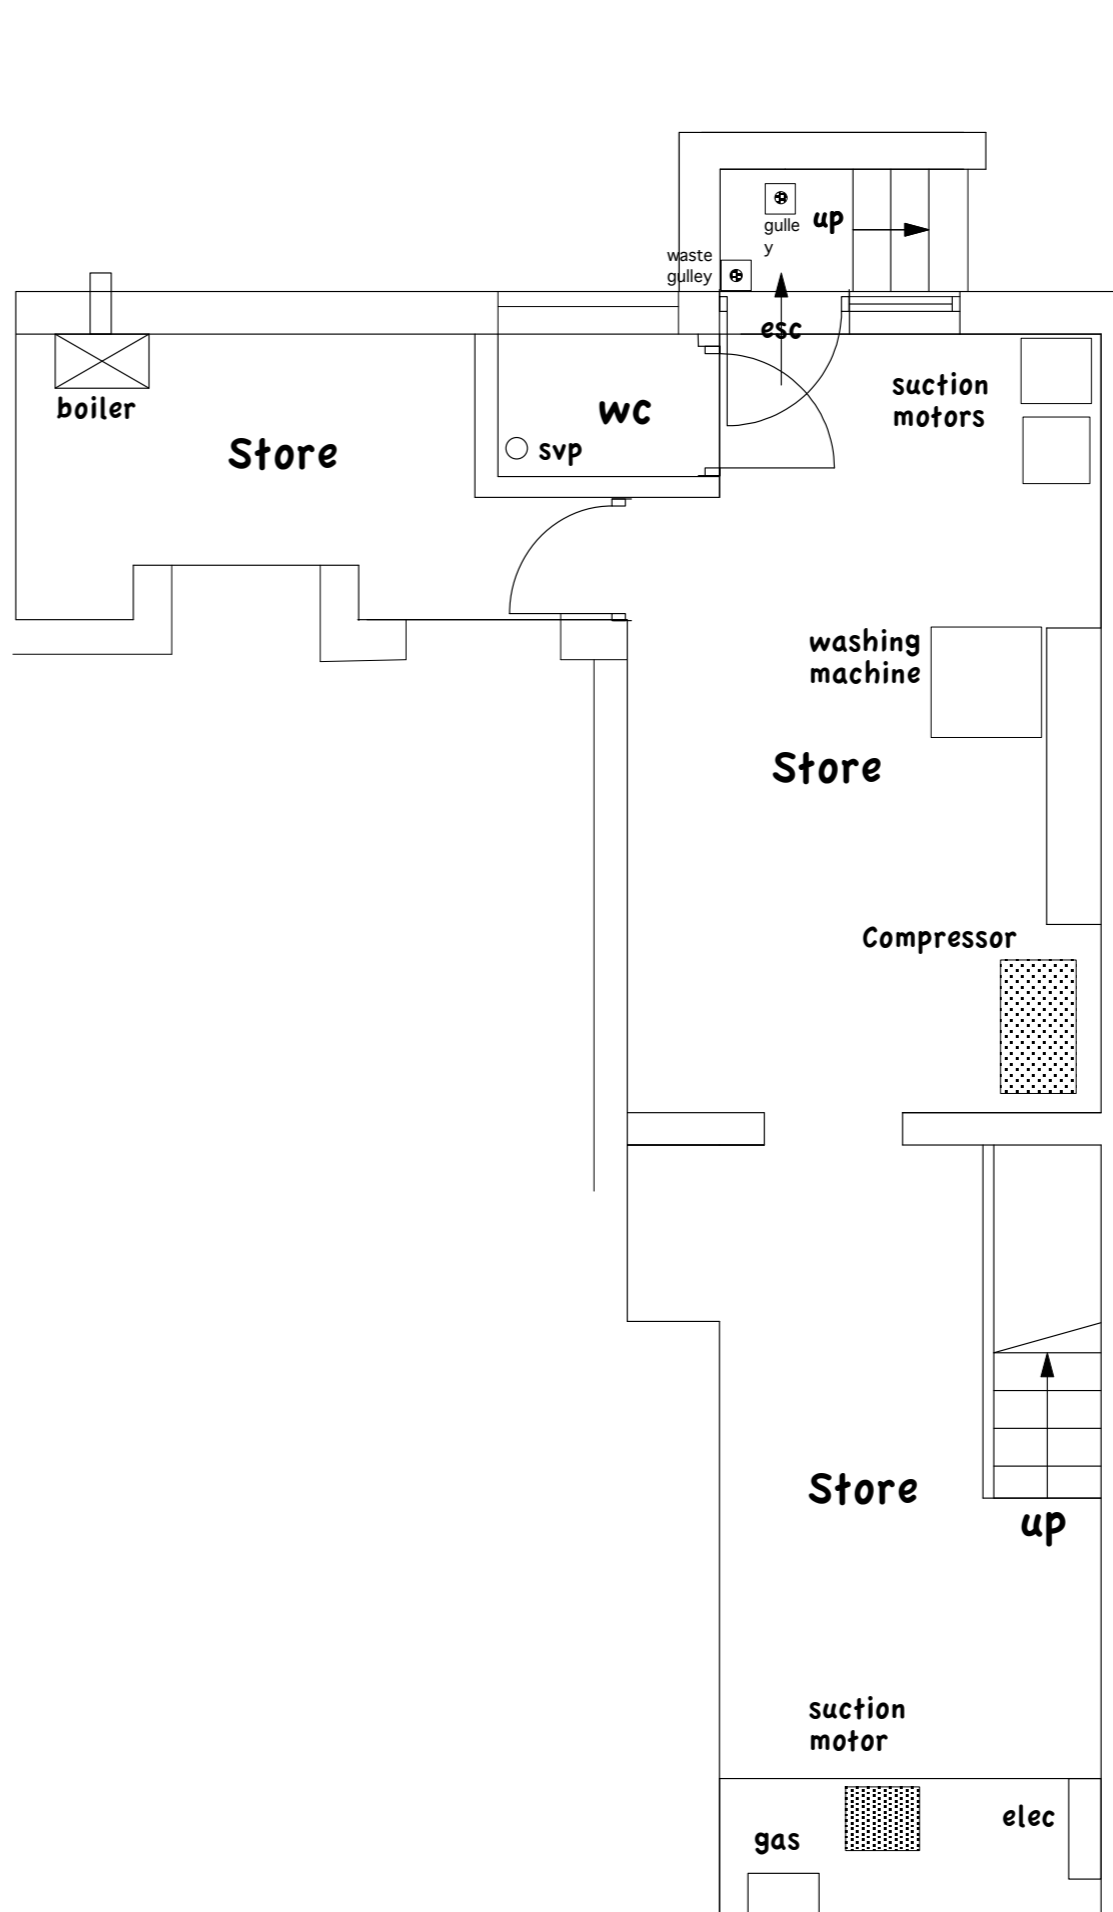 up
gulle
y
waste
gulley
esc
suction
motors
boiler
wc
Store
svp
washing
machine
Store
Compressor
Store
up
suction
motor
elec
gas